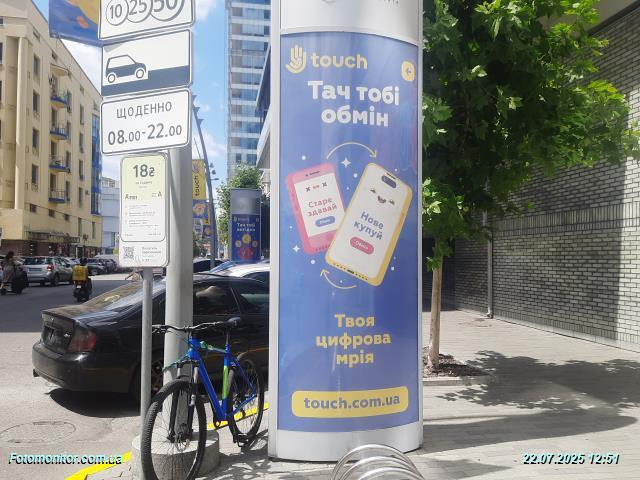 10 25 50
ЩОДЕННО
08.00-22.00
18₴
touch
Тач тобі
обмін
Старе
здавай
Нове
купуй
Твоя
цифрова
мрія
touch.com.ua
touch
Fotomonitor.com.ua
22.07.2025 12:51